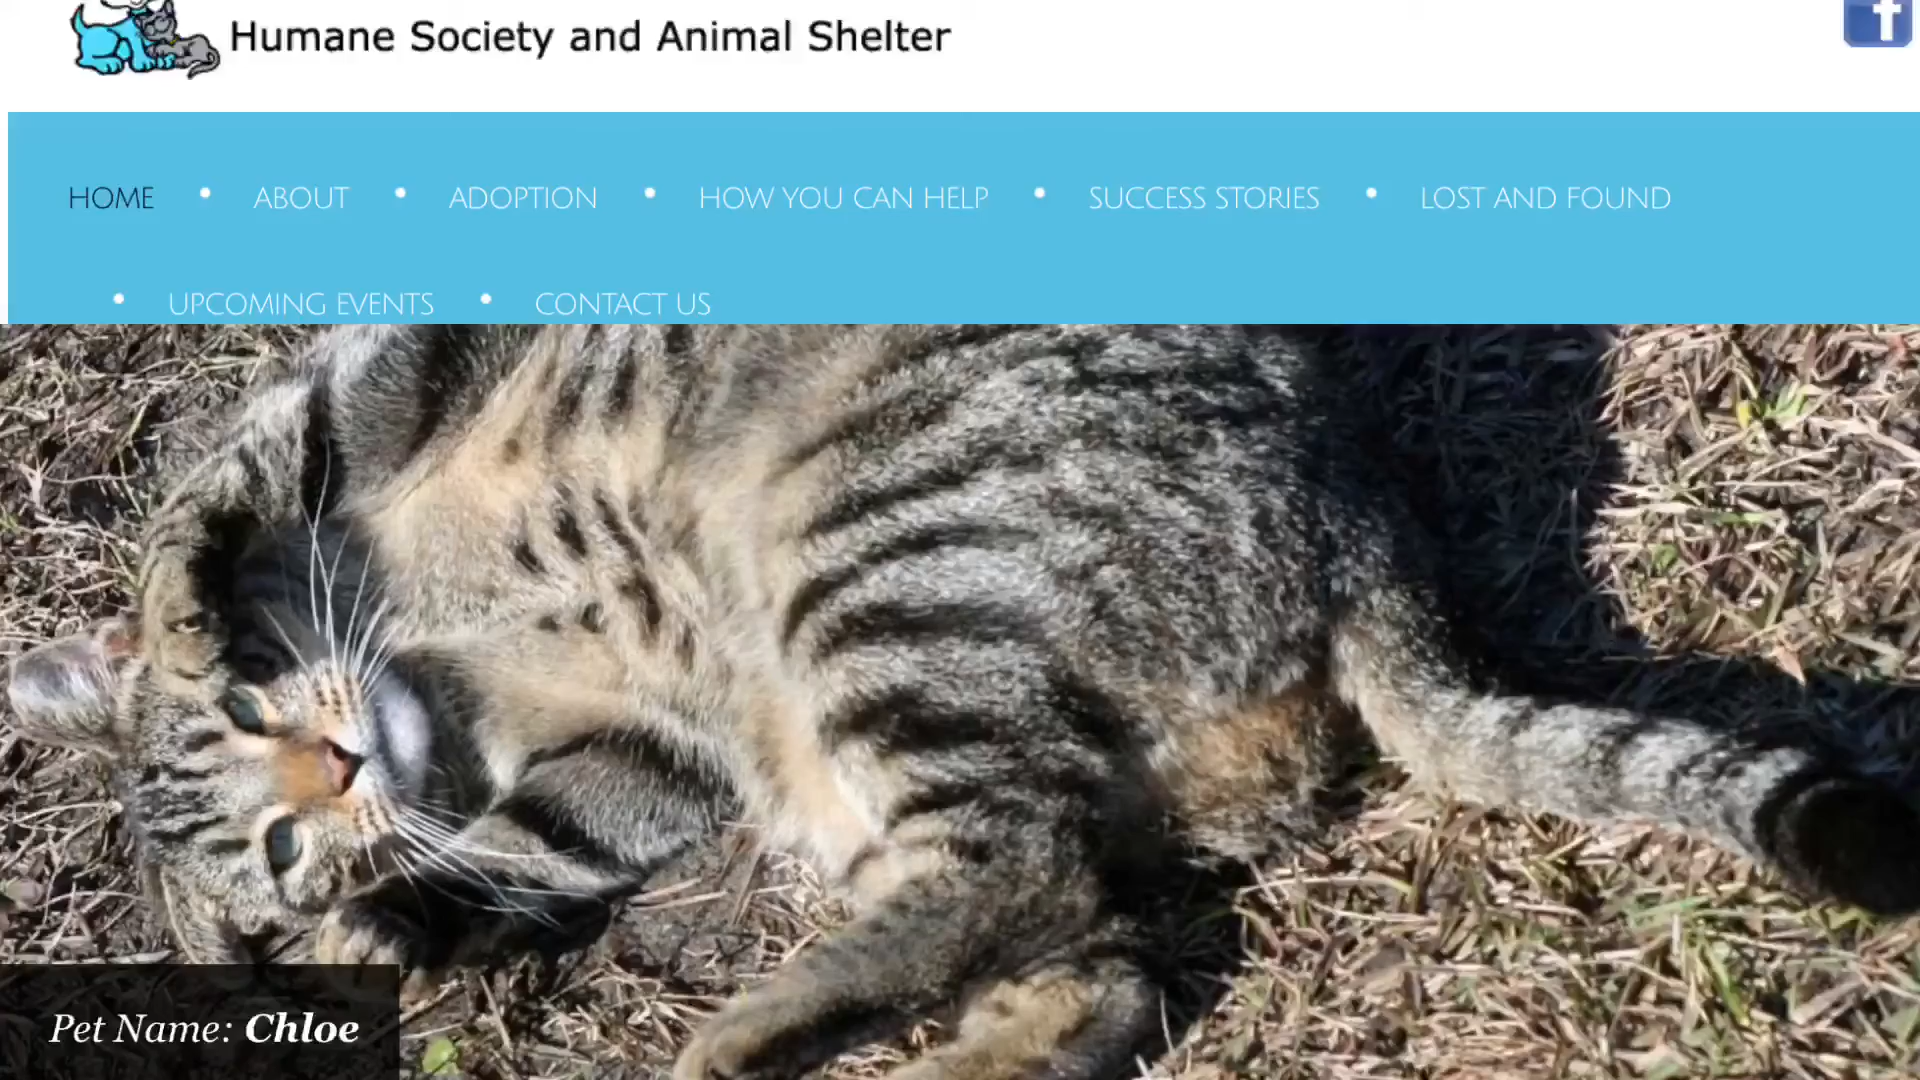 Humane Society and Animal Shelter
f
HOME • ABOUT • ADOPTION • HOW YOU CAN HELP • SUCCESS STORIES • LOST AND FOUND
• UPCOMING EVENTS • CONTACT US
Pet Name: Chloe